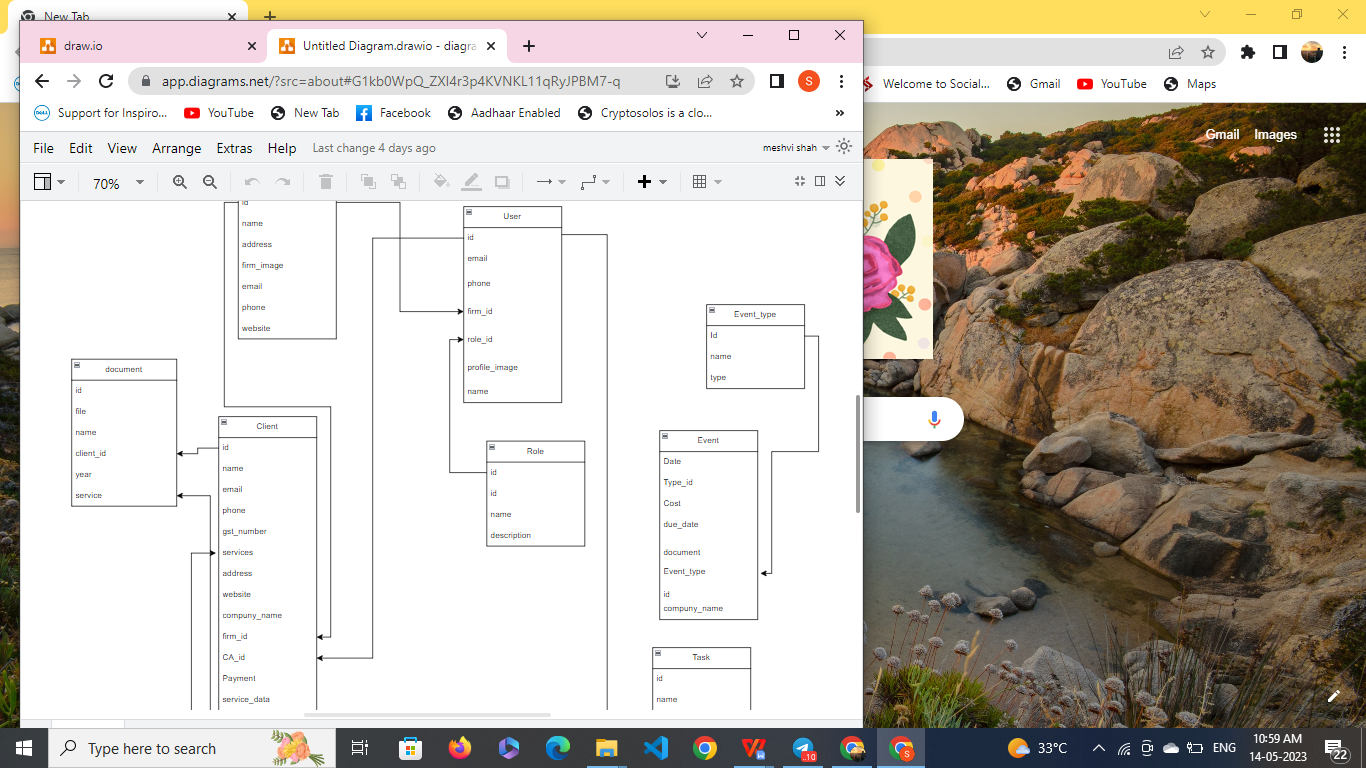 New Tab
draw.io
Untitled Diagram.drawio - diagra
app.diagrams.net/?src=about#G1kb0WpQ_ZXI4r3p4KVNKL11qRyJPBM7-q
S
Support for Inspiro...
YouTube
New Tab
Facebook
Aadhaar Enabled
Cryptosolos is a clo...
»
Welcome to Social...
Gmail
YouTube
Maps
Gmail
Images
File
Edit
View
Arrange
Extras
Help
Last change 4 days ago
meshvi shah
70%
id
name
address
firm_image
email
phone
website
User
id
email
phone
firm_id
role_id
profile_image
name
Event_type
Id
name
type
document
id
file
name
client_id
year
service
Client
id
name
email
phone
gst_number
services
address
website
compuny_name
firm_id
CA_id
Payment
service_data
Role
id
id
name
description
Event
Date
Type_id
Cost
due_date
document
Event_type
id
compuny_name
Task
id
name
Type here to search
..10
S
33°C
ENG
10:59 AM
14-05-2023
22